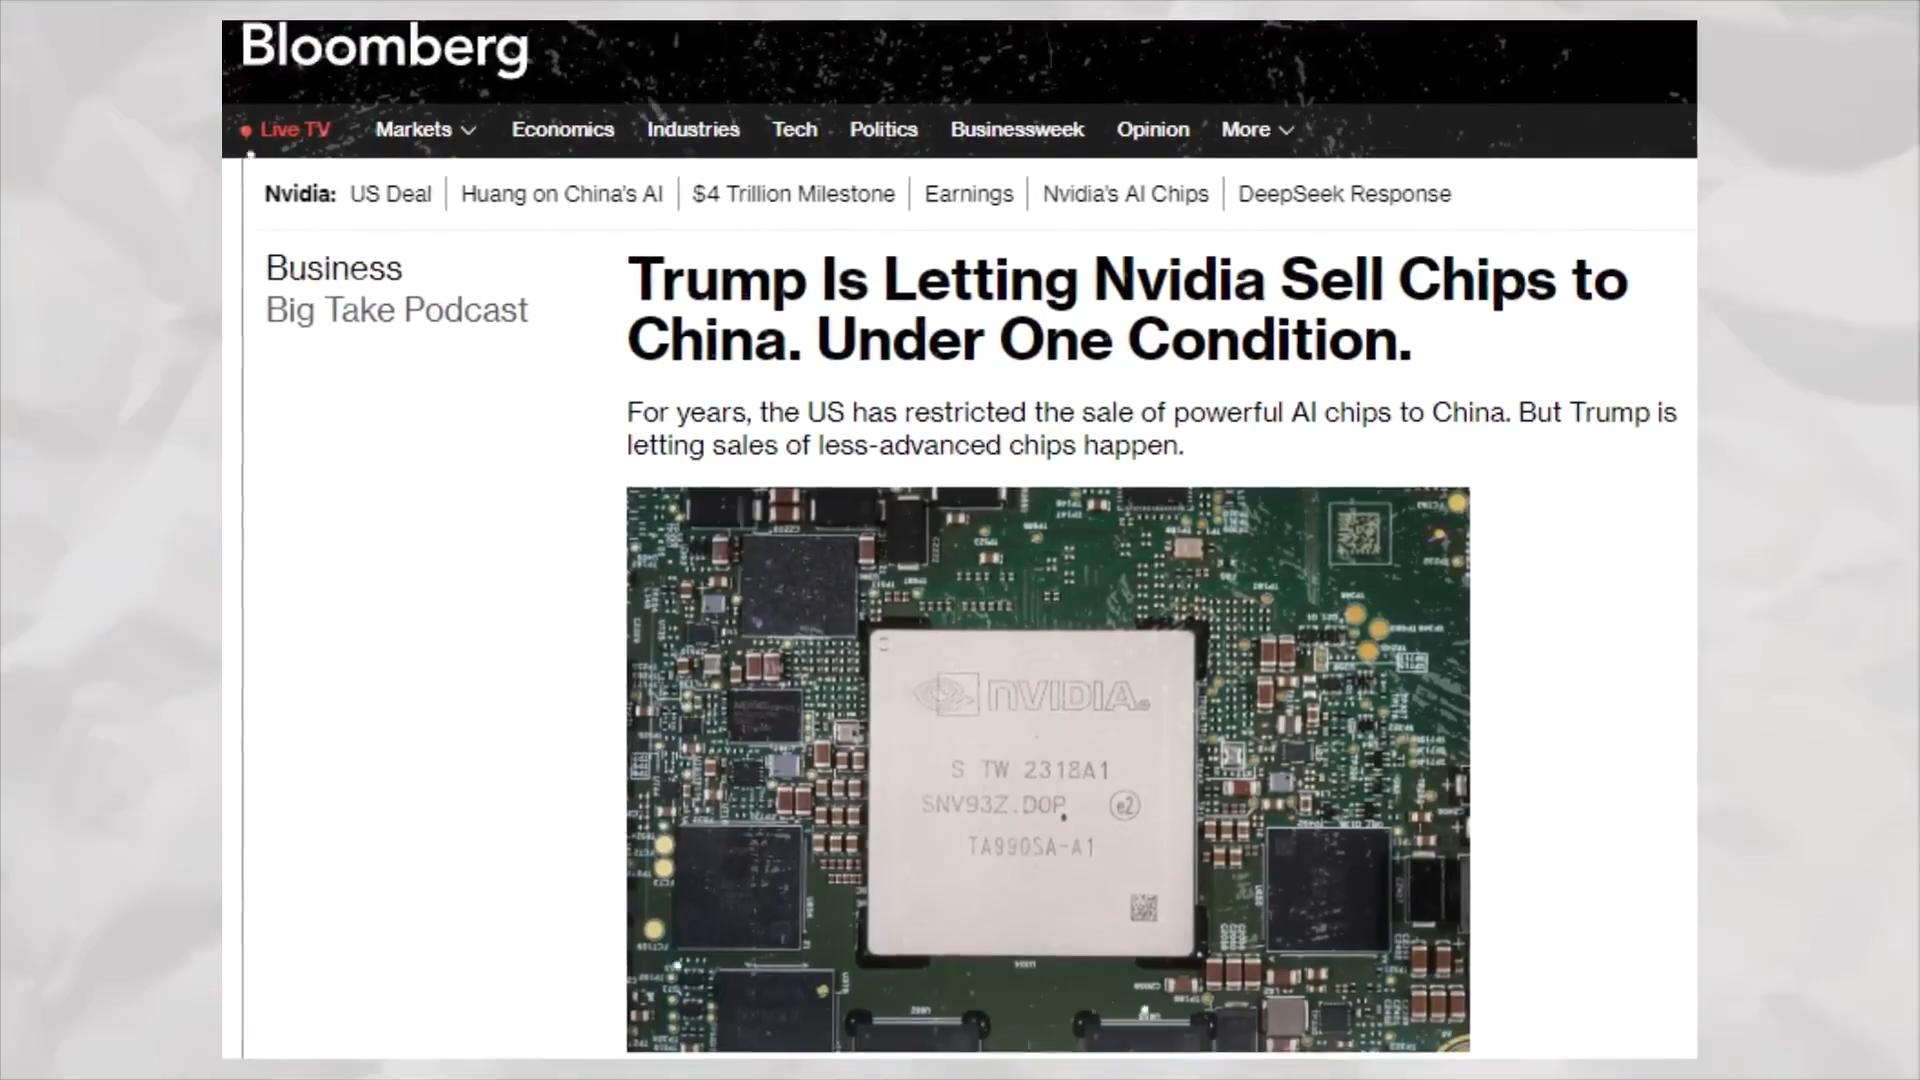 Bloomberg
Live TV Markets Economics Industries Tech Politics Businessweek Opinion More
Nvidia: US Deal Huang on China's AI $4 Trillion Milestone Earnings Nvidia's AI Chips DeepSeek Response
Business
Big Take Podcast
Trump Is Letting Nvidia Sell Chips to
China. Under One Condition.
For years, the US has restricted the sale of powerful AI chips to China. But Trump is
letting sales of less-advanced chips happen.
NVIDIA
S TW 2318A1
SNV93Z.D0P e2
TA990SA-A1